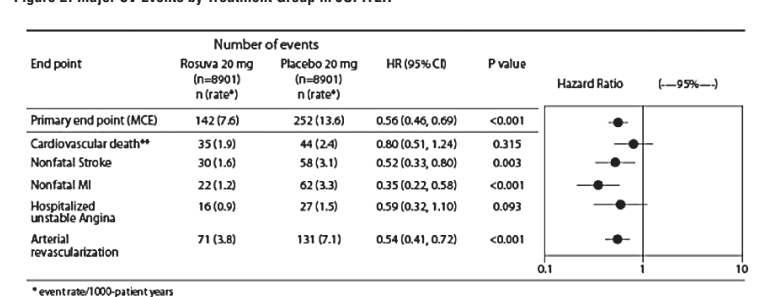 Figure 2: Major CV Events by Treatment Group in JUPITER
Number of events
End point Rosuva 20 mg Placebo 20 mg HR (95% CI) P value
(n=8901) (n=8901)
n (rate*) n (rate*)
Hazard Ratio (----95%----)
Primary end point (MCE) 142 (7.6) 252 (13.6) 0.56 (0.46, 0.69) <0.001
Cardiovascular death** 35 (1.9) 44 (2.4) 0.80 (0.51, 1.24) 0.315
Nonfatal Stroke 30 (1.6) 58 (3.1) 0.52 (0.33, 0.80) 0.003
Nonfatal MI 22 (1.2) 62 (3.3) 0.35 (0.22, 0.58) <0.001
Hospitalized 16 (0.9) 27 (1.5) 0.59 (0.32, 1.10) 0.093
unstable Angina
Arterial 71 (3.8) 131 (7.1) 0.54 (0.41, 0.72) <0.001
revascularization
0.1 1 10
* event rate/1000-patient years